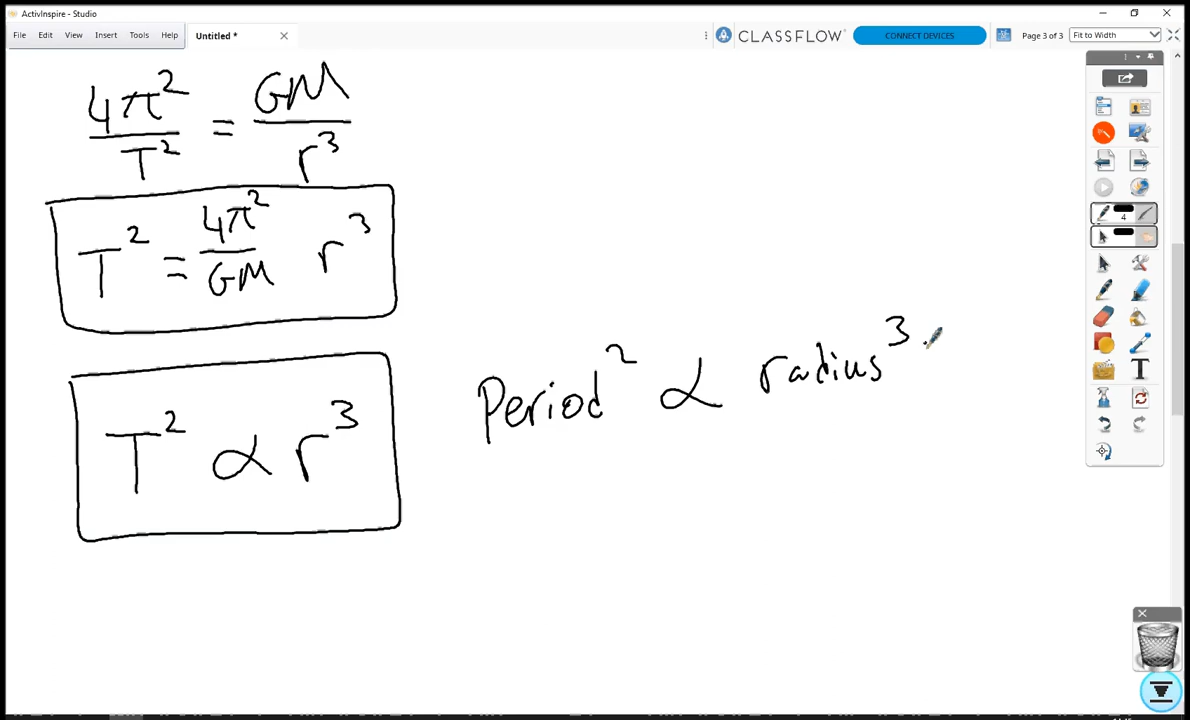 ActivInspire - Studio
File Edit View Insert Tools Help Untitled * CLASSFLOW CONNECT DEVICES Page 3 of 3 Fit to Width
4π² / T² = GM / r³
T² = 4π² / GM r³
Period² ∝ radius³.
T² ∝ r³
4
T